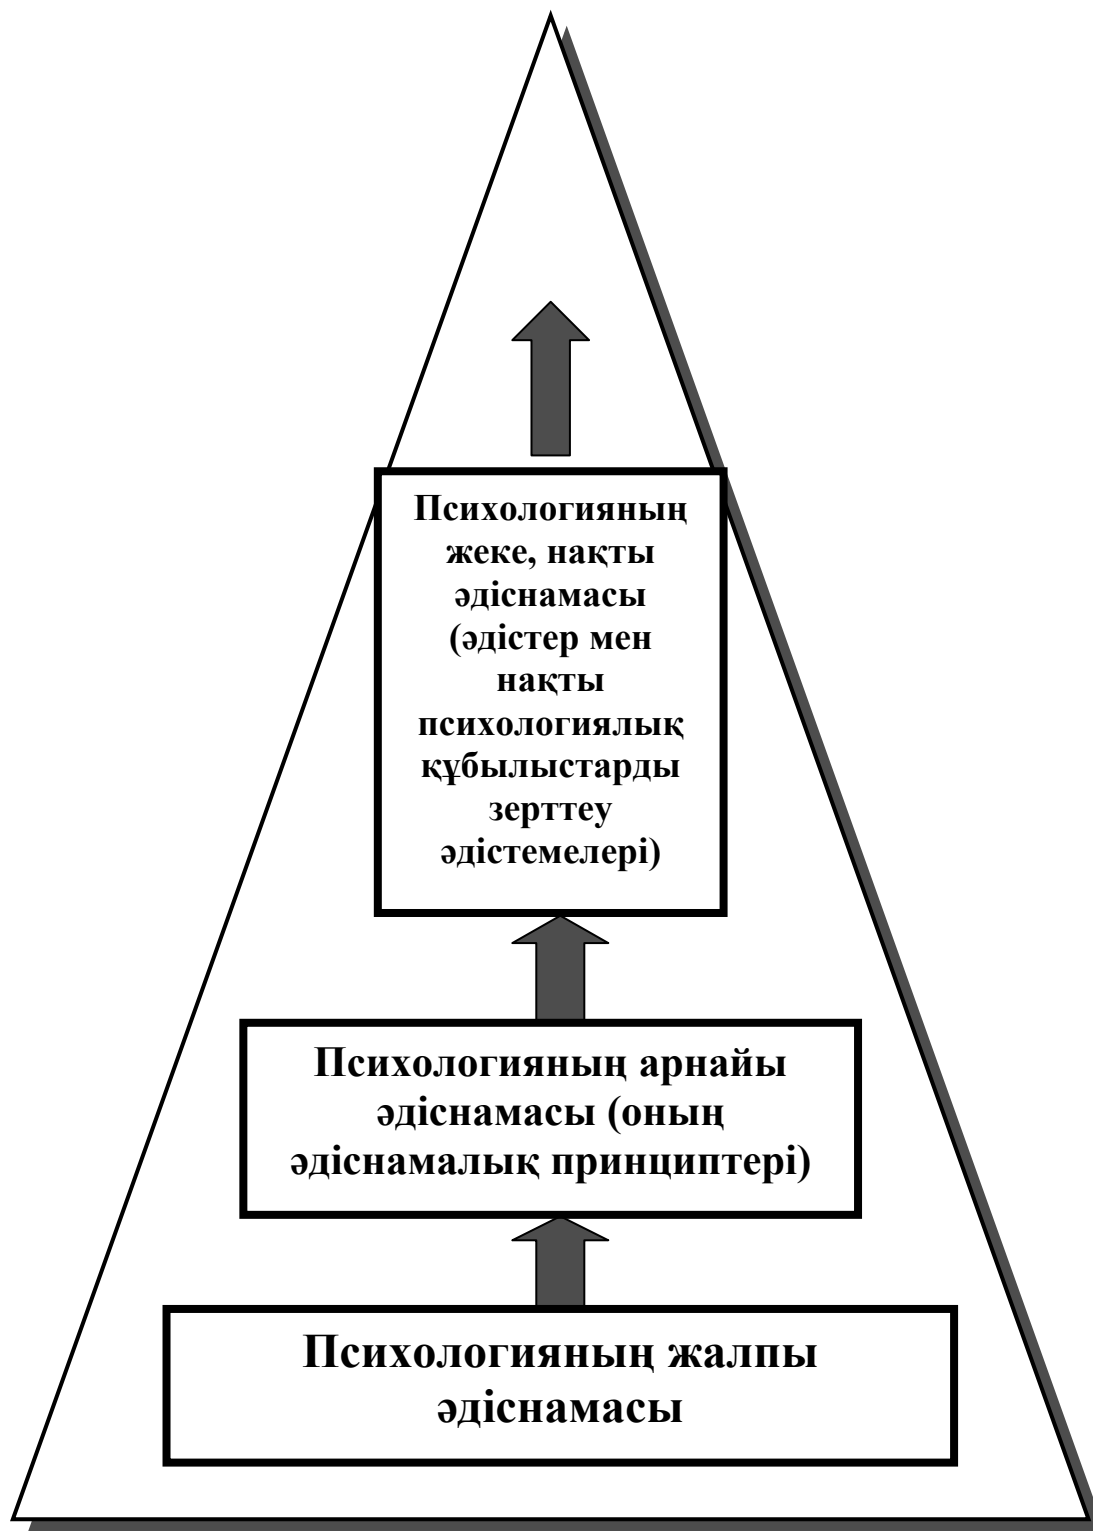 Психологияның
жеке, нақты
әдіснамасы
(әдістер мен
нақты
психологиялық
құбылыстарды
зерттеу
әдістемелері)
Психологияның арнайы
әдіснамасы (оның
әдіснамалық принциптері)
Психологияның жалпы
әдіснамасы